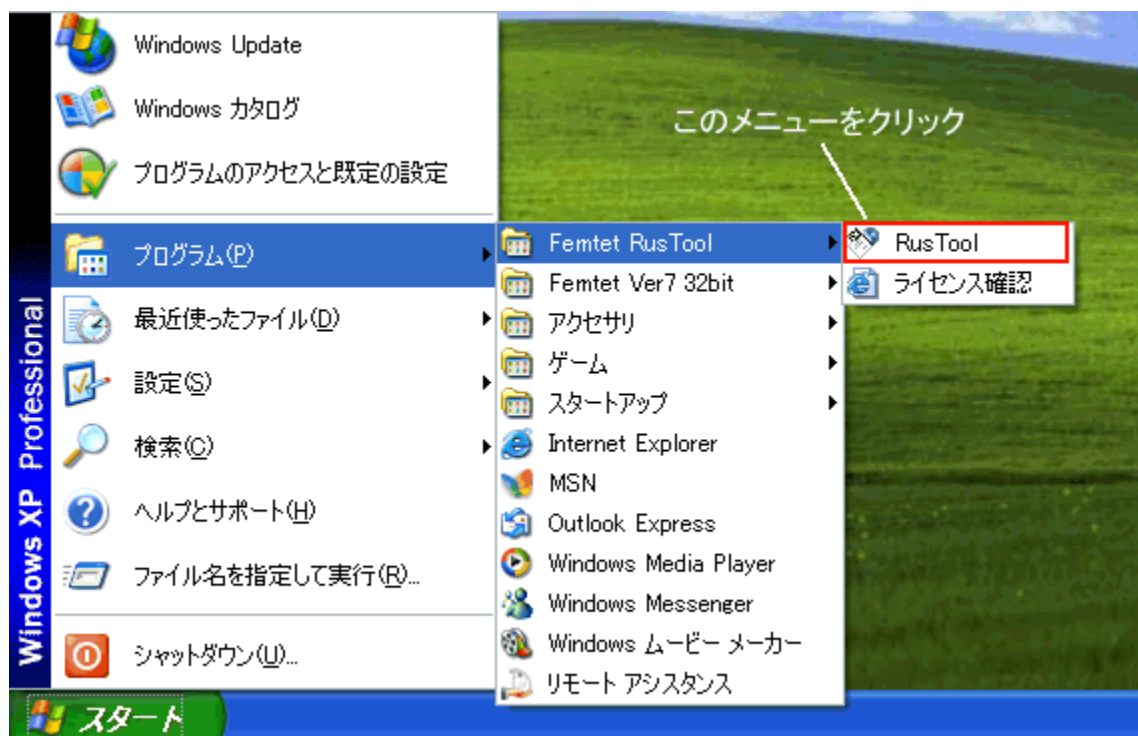 Windows Update
Windows カタログ
プログラムのアクセスと既定の設定
プログラム(P)
最近使ったファイル(D)
設定(S)
検索(C)
ヘルプとサポート(H)
ファイル名を指定して実行(R)...
シャットダウン(U)...
Windows XP Professional
スタート
Femtet RusTool
Femtet Ver7 32bit
アクセサリ
ゲーム
スタートアップ
Internet Explorer
MSN
Outlook Express
Windows Media Player
Windows Messenger
Windows ムービー メーカー
リモート アシスタンス
このメニューをクリック
RusTool
ライセンス確認